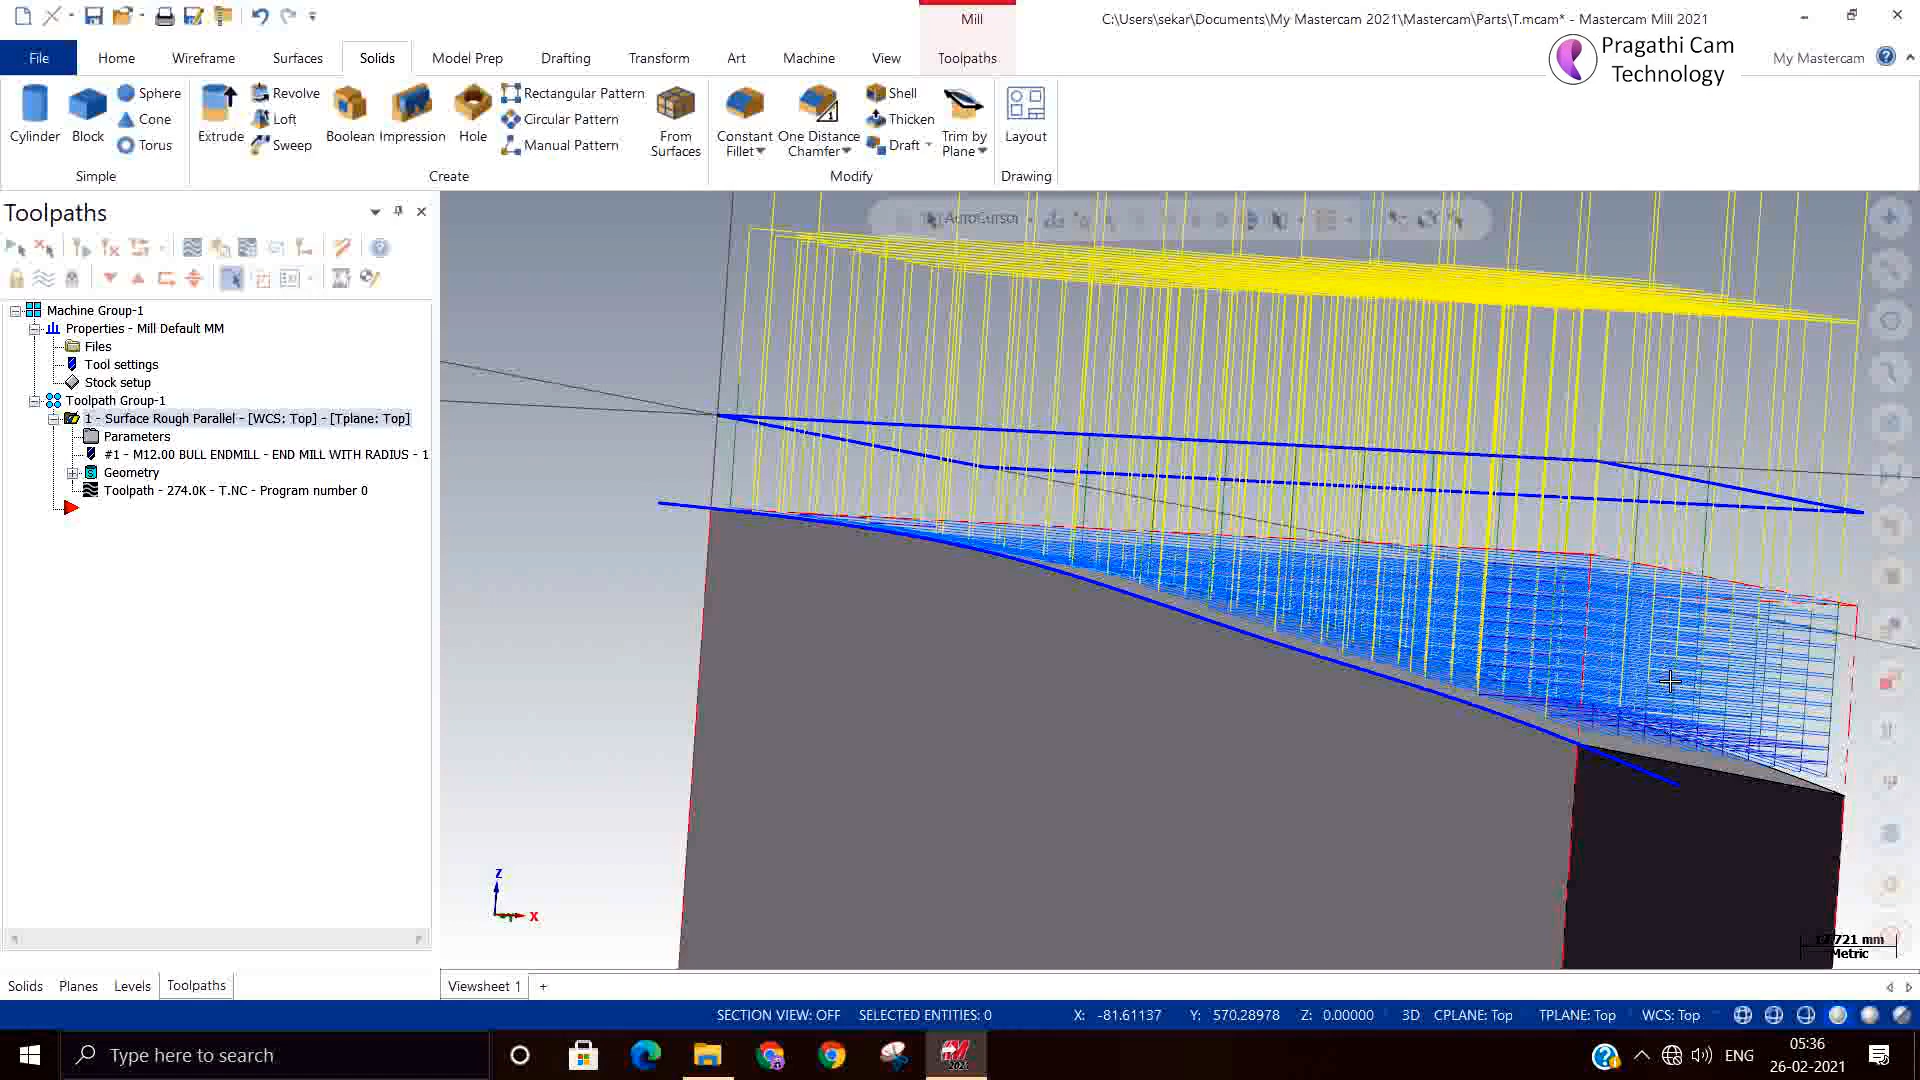 Mill
C:\Users\sekar\Documents\My Mastercam 2021\Mastercam\Parts\T.mcam* - Mastercam Mill 2021
File
Home
Wireframe
Surfaces
Solids
Model Prep
Drafting
Transform
Art
Machine
View
Toolpaths
Pragathi Cam
Technology
My Mastercam
Cylinder
Block
Sphere
Cone
Torus
Simple
Extrude
Revolve
Loft
Sweep
Boolean
Impression
Hole
Rectangular Pattern
Circular Pattern
Manual Pattern
From
Surfaces
Create
Constant
Fillet
One Distance
Chamfer
Shell
Thicken
Draft
Trim by
Plane
Modify
Layout
Drawing
Toolpaths
AutoCursor
Machine Group-1
Properties - Mill Default MM
Files
Tool settings
Stock setup
Toolpath Group-1
1 - Surface Rough Parallel - [WCS: Top] - [Tplane: Top]
Parameters
#1 - M12.00 BULL ENDMILL - END MILL WITH RADIUS - 1
Geometry
Toolpath - 274.0K - T.NC - Program number 0
Z
X
Metric
Solids
Planes
Levels
Toolpaths
Viewsheet 1
+
SECTION VIEW: OFF
SELECTED ENTITIES: 0
X: -81.61137
Y: 570.28978
Z: 0.00000
3D
CPLANE: Top
TPLANE: Top
WCS: Top
Type here to search
2021
ENG
05:36
26-02-2021